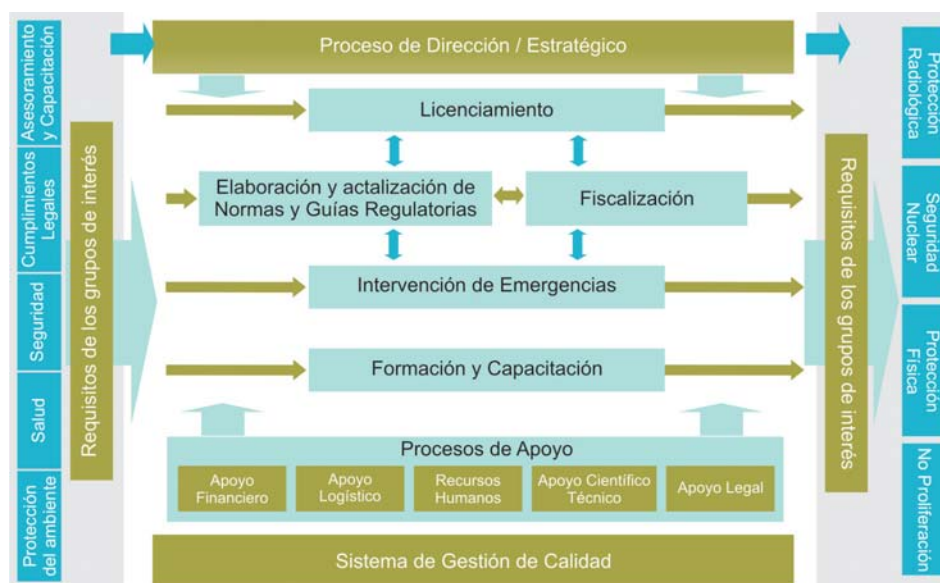 Proceso de Dirección / Estratégico
Asesoramiento
y Capacitación
Cumplimientos
Legales
Seguridad
Salud
Protección
del ambiente
Requisitos de los grupos de interés
Licenciamiento
Elaboración y actalización de
Normas y Guías Regulatorias
Fiscalización
Intervención de Emergencias
Formación y Capacitación
Procesos de Apoyo
Apoyo
Financiero
Apoyo
Logístico
Recursos
Humanos
Apoyo Científico
Técnico
Apoyo Legal
Sistema de Gestión de Calidad
Requisitos de los grupos de interés
Protección
Radiológica
Seguridad
Nuclear
Protección
Física
No Proliferación